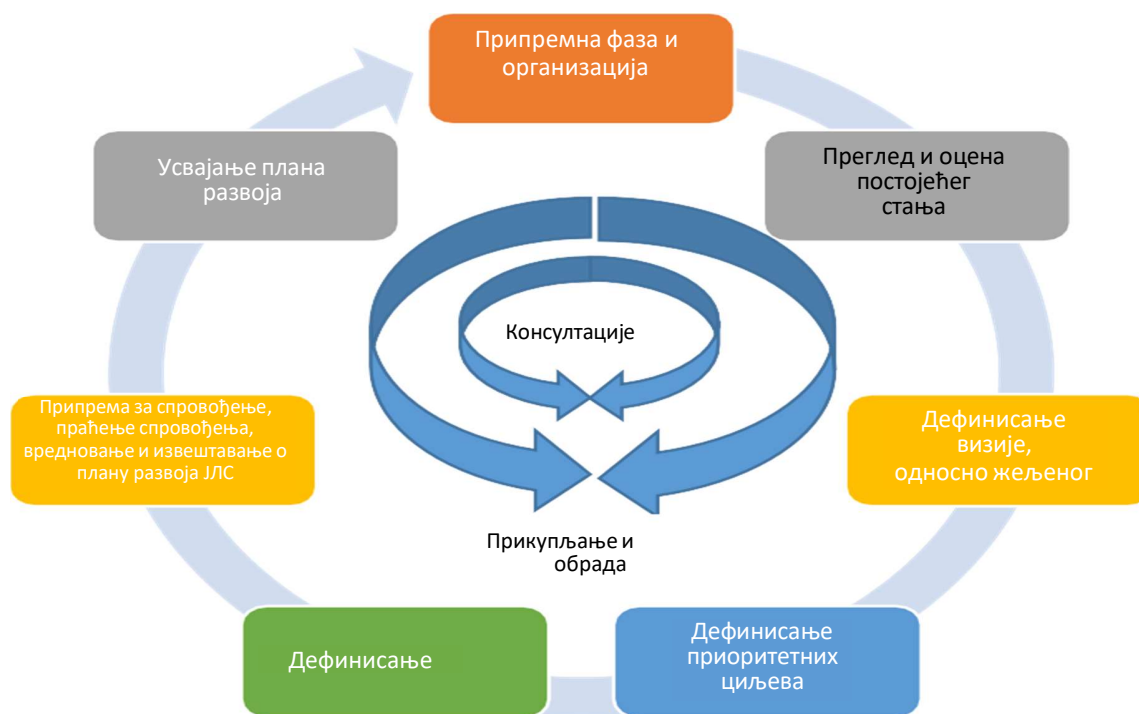 Припремна фаза и
организација
Преглед и оцена
постојећег
стања
Дефинисање
визије,
односно жељеног
Дефинисање
приоритетних
циљева
Дефинисање
Припрема за спровођење,
праћење спровођења,
вредновање и извештавање о
плану развоја ЈЛС
Усвајање плана
развоја
Консултације
Прикупљање и
обрада